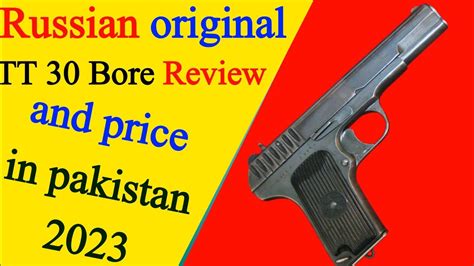 Russian original
TT 30 Bore Review
and price
in pakistan
2023